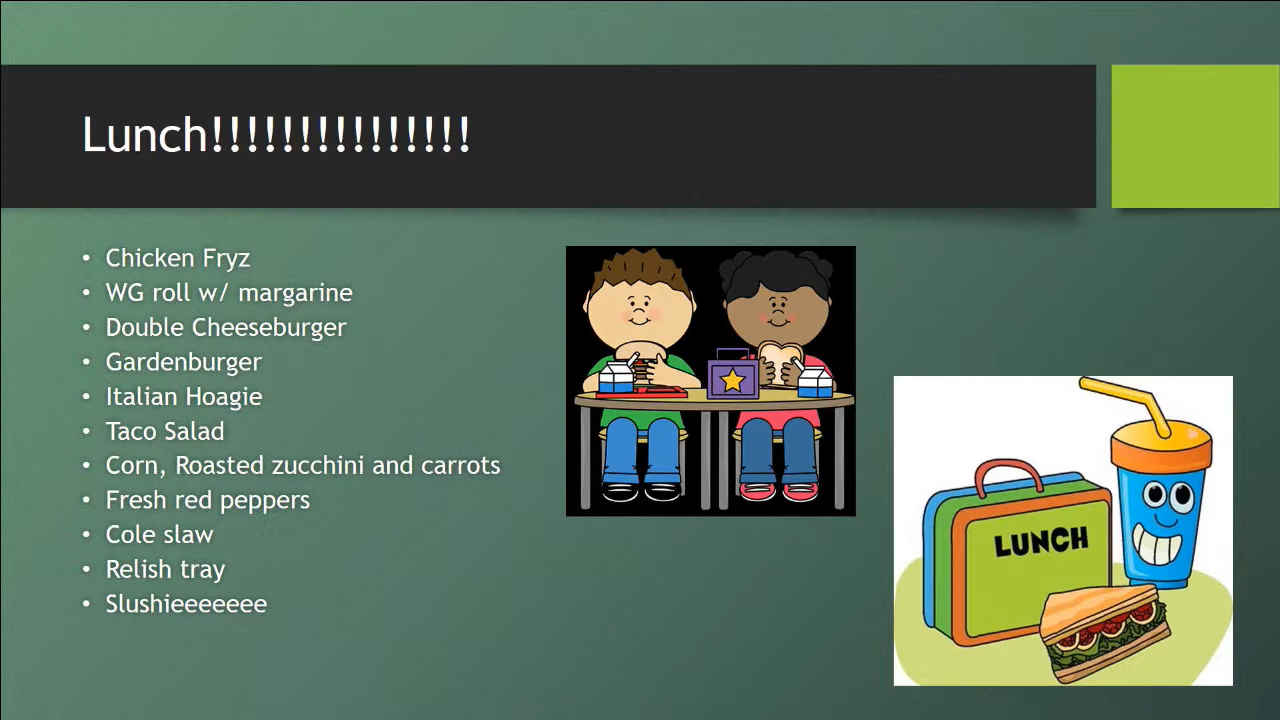 Lunch!!!!!!!!!!!!!!!
• Chicken Fryz
• WG roll w/ margarine
• Double Cheeseburger
• Gardenburger
• Italian Hoagie
• Taco Salad
• Corn, Roasted zucchini and carrots
• Fresh red peppers
• Cole slaw
• Relish tray
• Slushieeeeeee
LUNCH